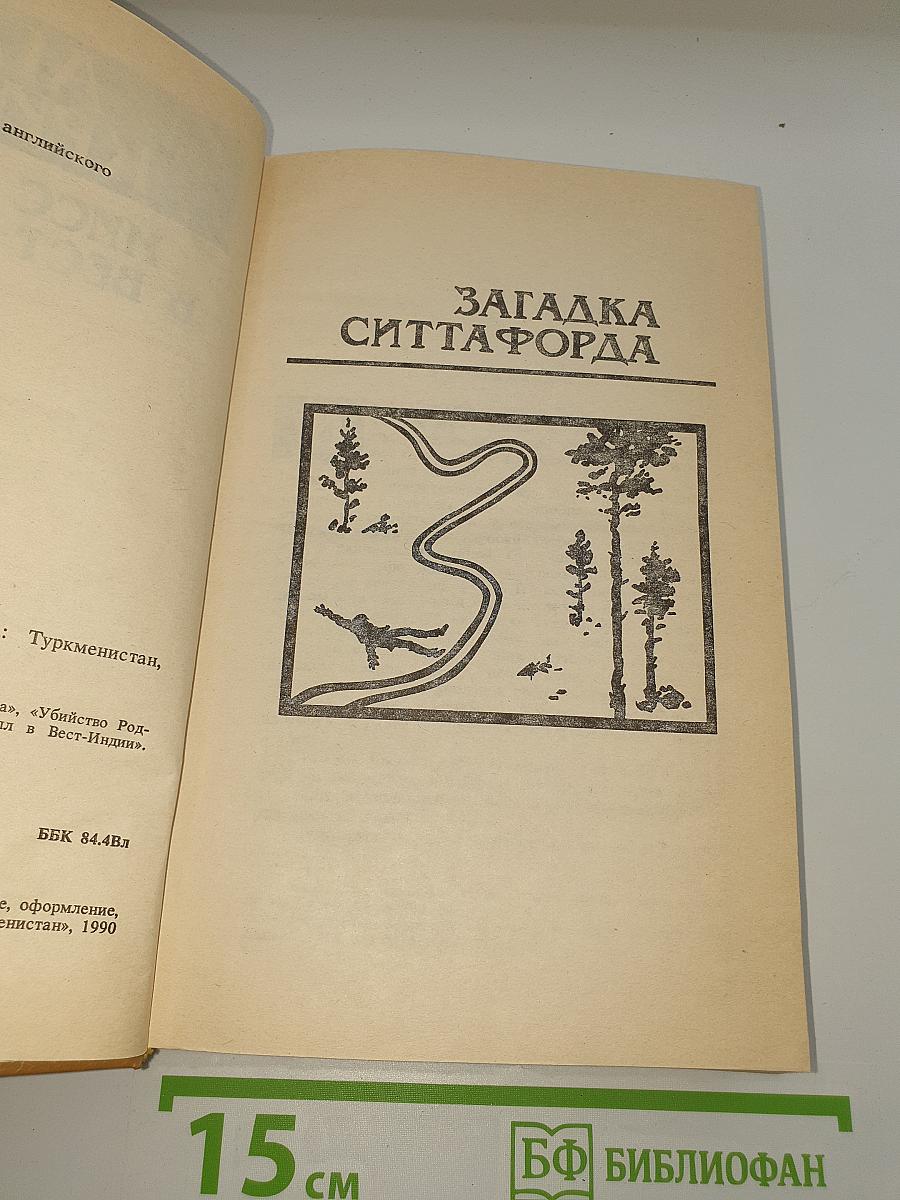 английского
: Туркменистан,
а», «Убийство Род-
л в Вест-Индии».
ББК 84.4Вл
е, оформление,
енистан», 1990
ЗАГАДКА
СИТТАФОРДА
15 см
БФ БИБЛИОФАН